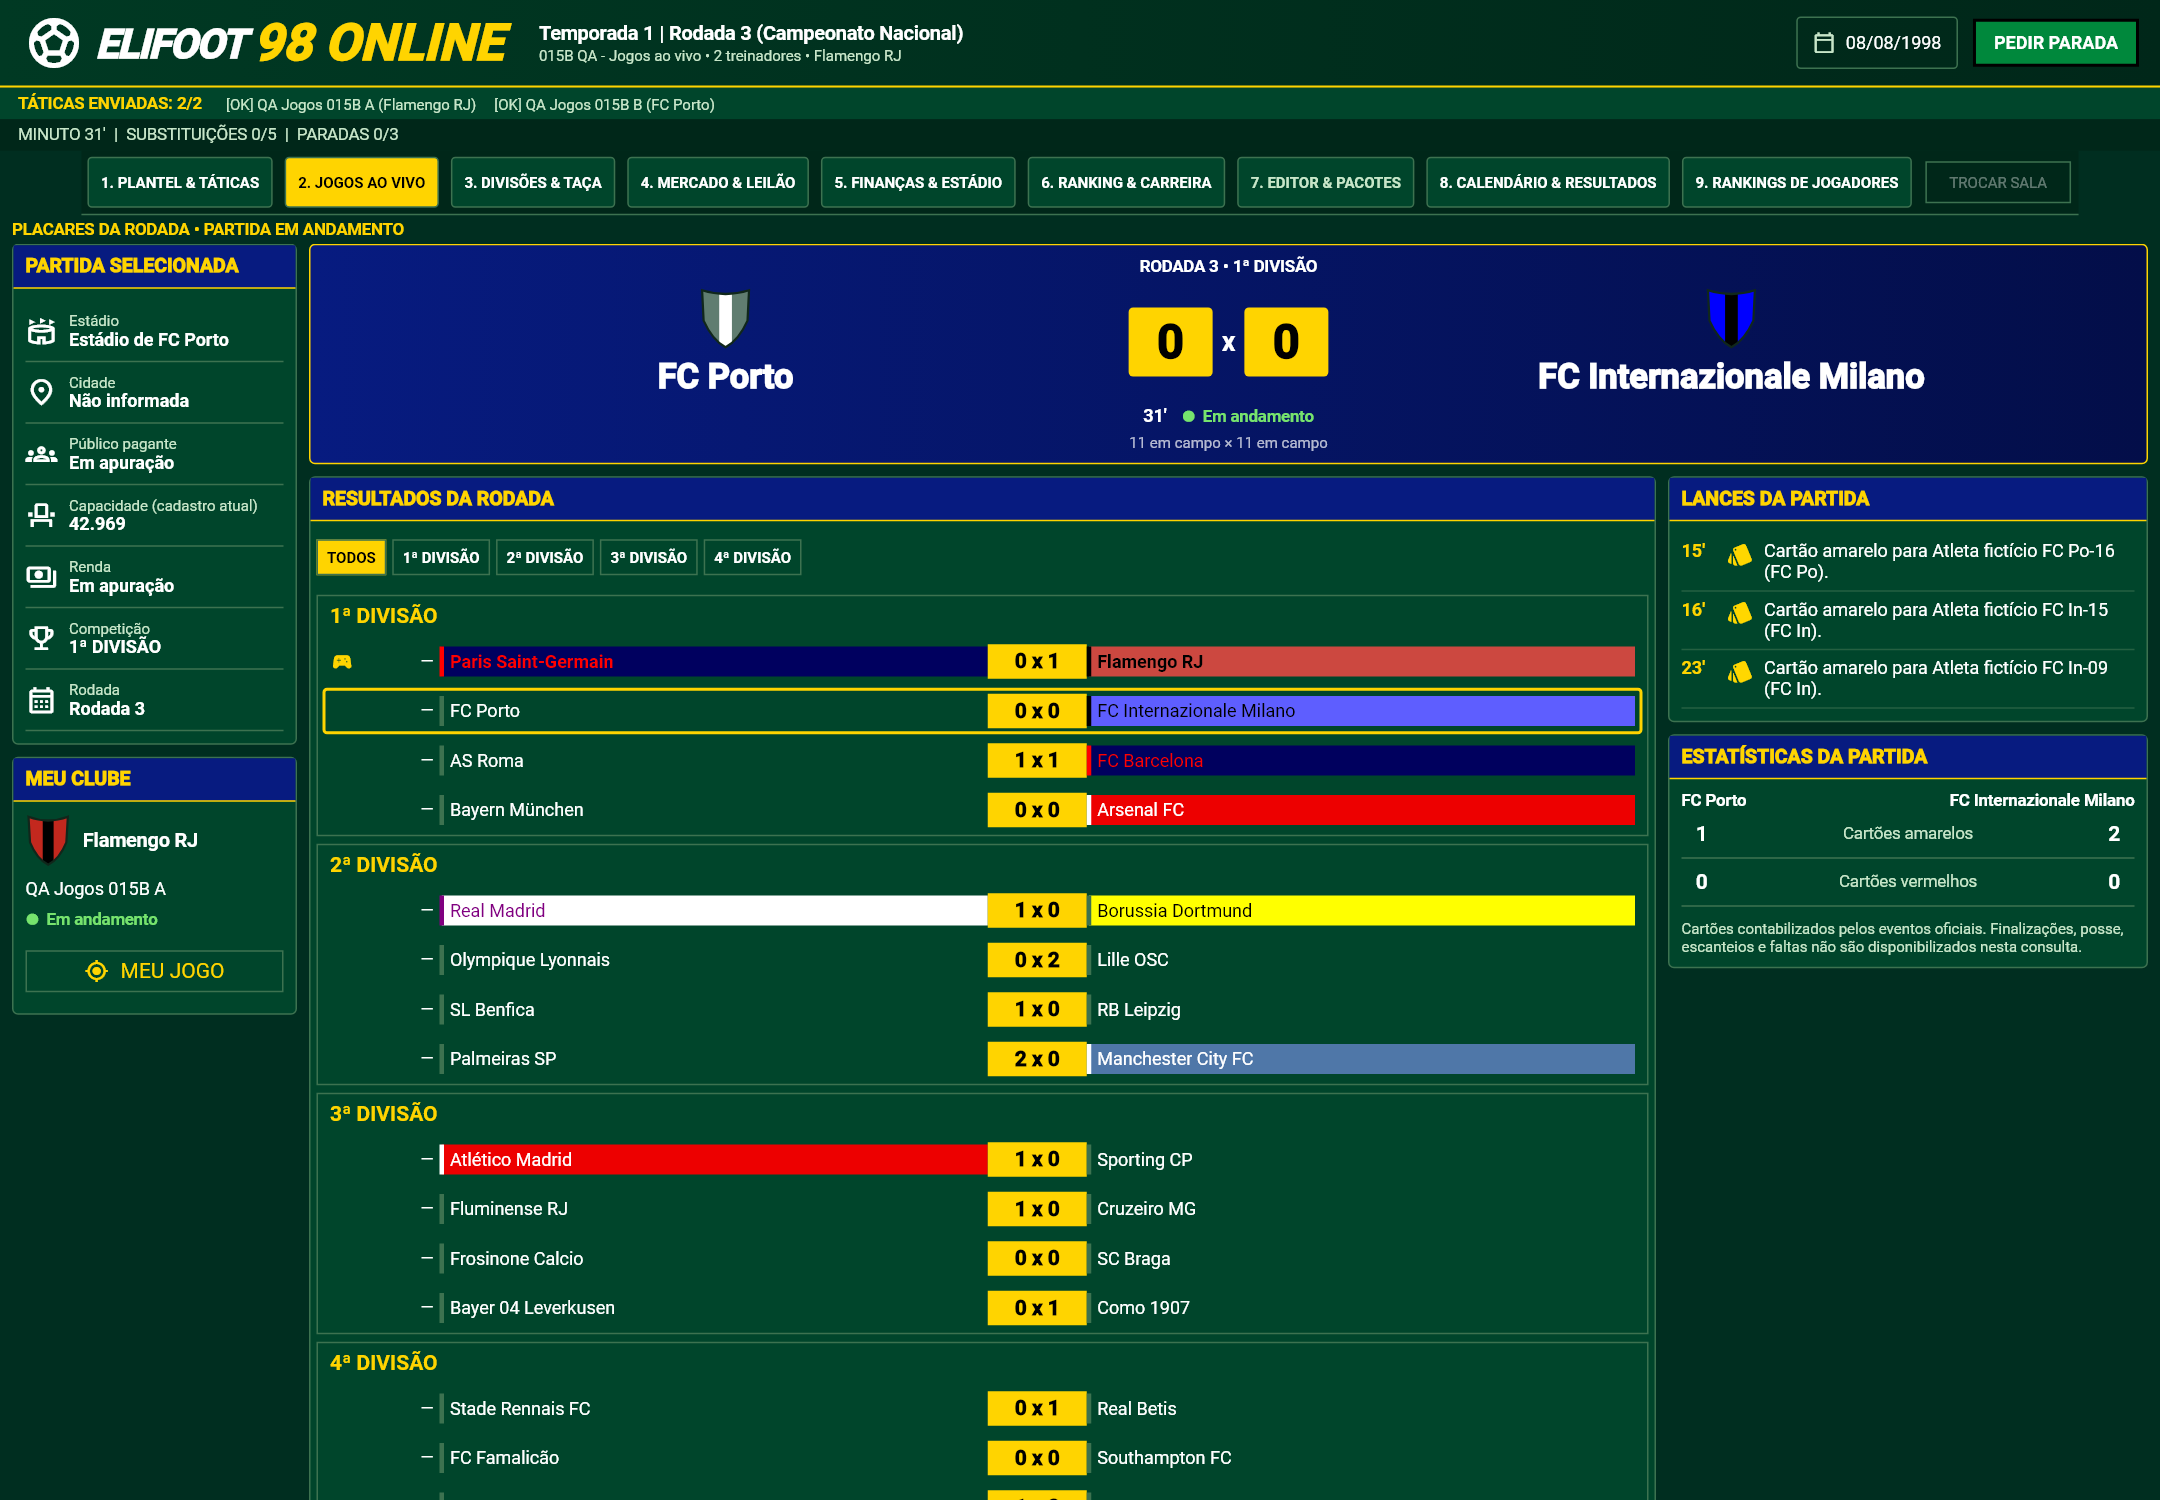 ELIFOOT 98 ONLINE
Temporada 1 | Rodada 3 (Campeonato Nacional)
015B QA - Jogos ao vivo • 2 treinadores • Flamengo RJ
08/08/1998
PEDIR PARADA
TÁTICAS ENVIADAS: 2/2 [OK] QA Jogos 015B A (Flamengo RJ) [OK] QA Jogos 015B B (FC Porto)
MINUTO 31' | SUBSTITUIÇÕES 0/5 | PARADAS 0/3
1. PLANTEL & TÁTICAS
2. JOGOS AO VIVO
3. DIVISÕES & TAÇA
4. MERCADO & LEILÃO
5. FINANÇAS & ESTÁDIO
6. RANKING & CARREIRA
7. EDITOR & PACOTES
8. CALENDÁRIO & RESULTADOS
9. RANKINGS DE JOGADORES
TROCAR SALA
PLACARES DA RODADA • PARTIDA EM ANDAMENTO
PARTIDA SELECIONADA
Estádio
Estádio de FC Porto
Cidade
Não informada
Público pagante
Em apuração
Capacidade (cadastro atual)
42.969
Renda
Em apuração
Competição
1ª DIVISÃO
Rodada
Rodada 3
MEU CLUBE
Flamengo RJ
QA Jogos 015B A
Em andamento
MEU JOGO
RODADA 3 • 1ª DIVISÃO
FC Porto
0 x 0
FC Internazionale Milano
31' Em andamento
11 em campo × 11 em campo
RESULTADOS DA RODADA
TODOS
1ª DIVISÃO
2ª DIVISÃO
3ª DIVISÃO
4ª DIVISÃO
1ª DIVISÃO
– Paris Saint-Germain 0 x 1 Flamengo RJ
– FC Porto 0 x 0 FC Internazionale Milano
– AS Roma 1 x 1 FC Barcelona
– Bayern München 0 x 0 Arsenal FC
2ª DIVISÃO
– Real Madrid 1 x 0 Borussia Dortmund
– Olympique Lyonnais 0 x 2 Lille OSC
– SL Benfica 1 x 0 RB Leipzig
– Palmeiras SP 2 x 0 Manchester City FC
3ª DIVISÃO
– Atlético Madrid 1 x 0 Sporting CP
– Fluminense RJ 1 x 0 Cruzeiro MG
– Frosinone Calcio 0 x 0 SC Braga
– Bayer 04 Leverkusen 0 x 1 Como 1907
4ª DIVISÃO
– Stade Rennais FC 0 x 1 Real Betis
– FC Famalicão 0 x 0 Southampton FC
LANCES DA PARTIDA
15' Cartão amarelo para Atleta fictício FC Po-16
(FC Po).
16' Cartão amarelo para Atleta fictício FC In-15
(FC In).
23' Cartão amarelo para Atleta fictício FC In-09
(FC In).
ESTATÍSTICAS DA PARTIDA
FC Porto FC Internazionale Milano
1 Cartões amarelos 2
0 Cartões vermelhos 0
Cartões contabilizados pelos eventos oficiais. Finalizações, posse,
escanteios e faltas não são disponibilizados nesta consulta.